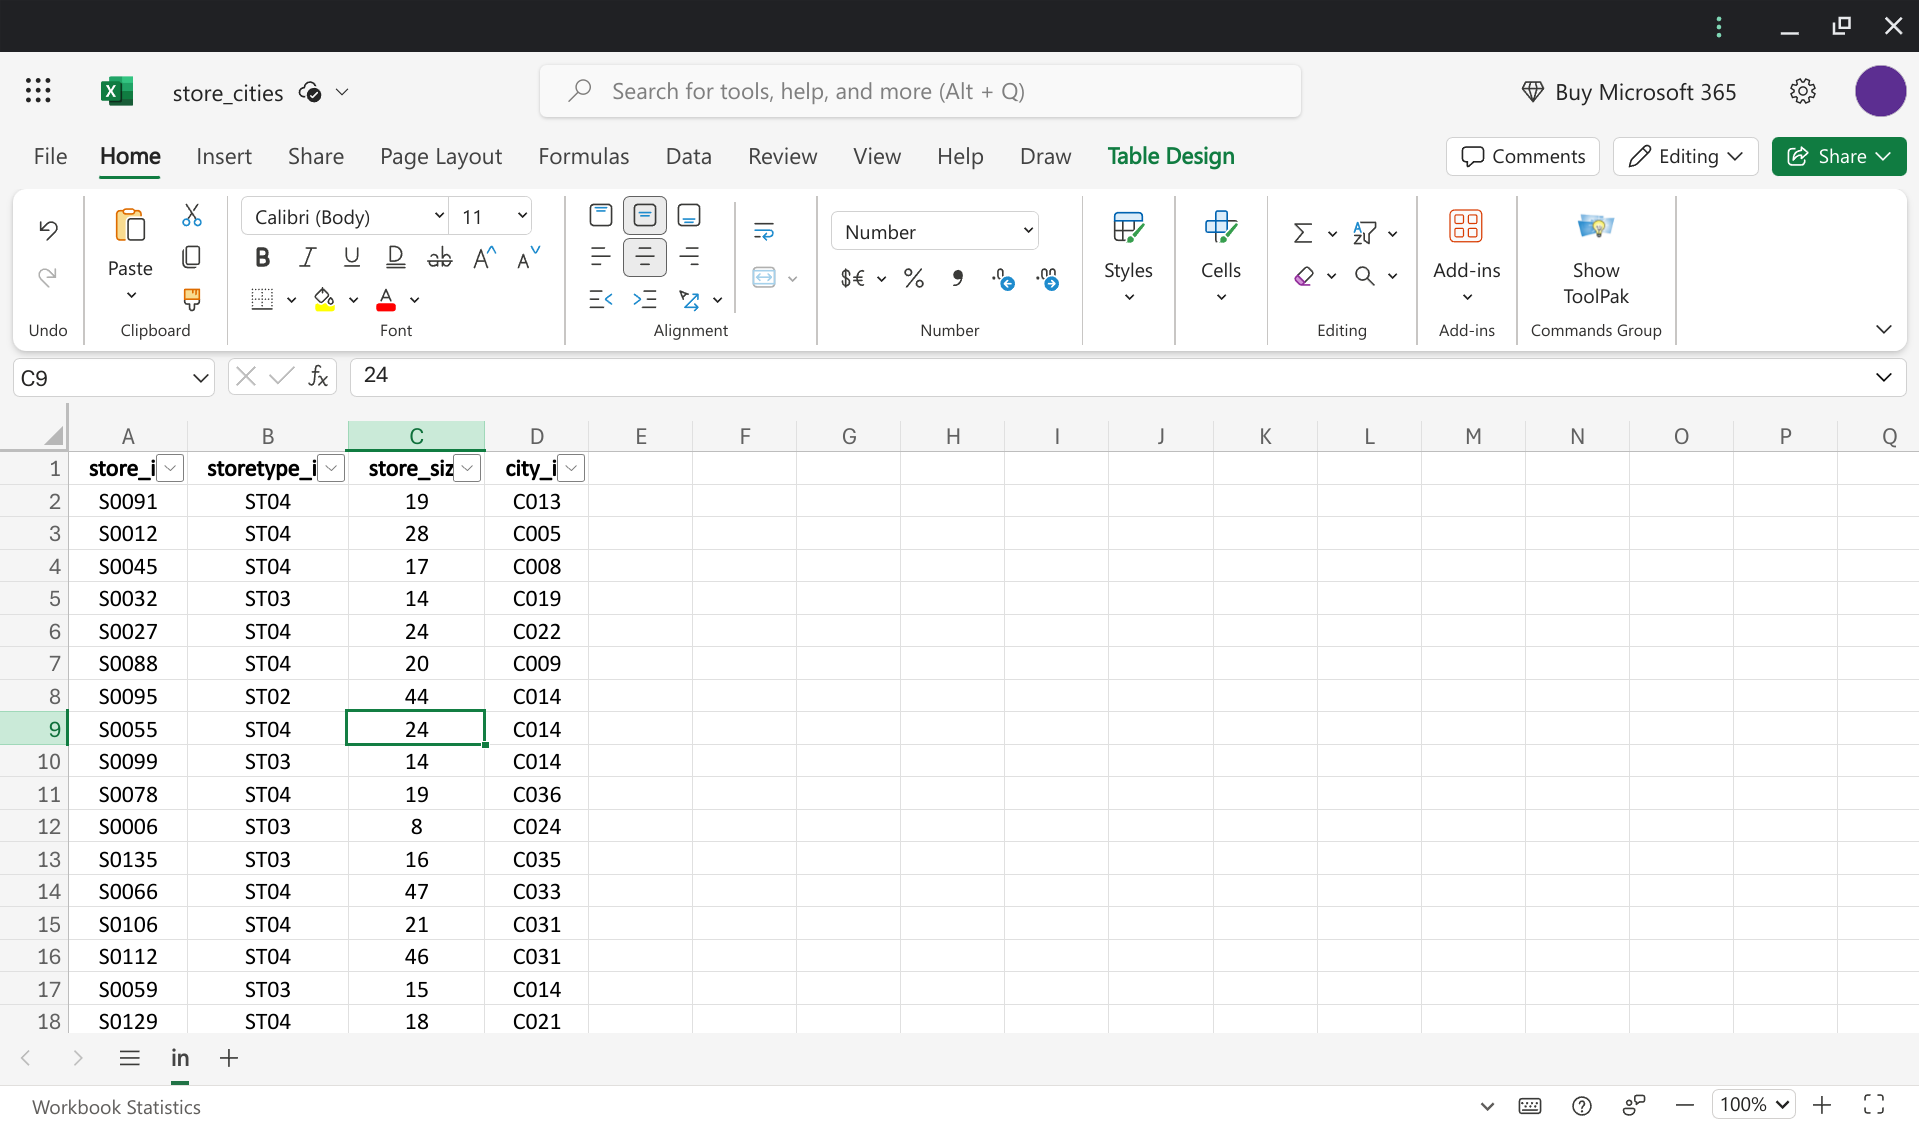 store_cities
Search for tools, help, and more (Alt + Q)
Buy Microsoft 365
File Home Insert Share Page Layout Formulas Data Review View Help Draw Table Design
Comments Editing Share
Paste
Calibri (Body) 11
Number
Styles Cells Add-ins Show ToolPak
Undo Clipboard Font Alignment Number Editing Add-ins Commands Group
C9 fx 24
A B C D E F G H I J K L M N O P Q
1 store_i storetype_i store_siz city_i
2 S0091 ST04 19 C013
3 S0012 ST04 28 C005
4 S0045 ST04 17 C008
5 S0032 ST03 14 C019
6 S0027 ST04 24 C022
7 S0088 ST04 20 C009
8 S0095 ST02 44 C014
9 S0055 ST04 24 C014
10 S0099 ST03 14 C014
11 S0078 ST04 19 C036
12 S0006 ST03 8 C024
13 S0135 ST03 16 C035
14 S0066 ST04 47 C033
15 S0106 ST04 21 C031
16 S0112 ST04 46 C031
17 S0059 ST03 15 C014
18 S0129 ST04 18 C021
in
Workbook Statistics
100%